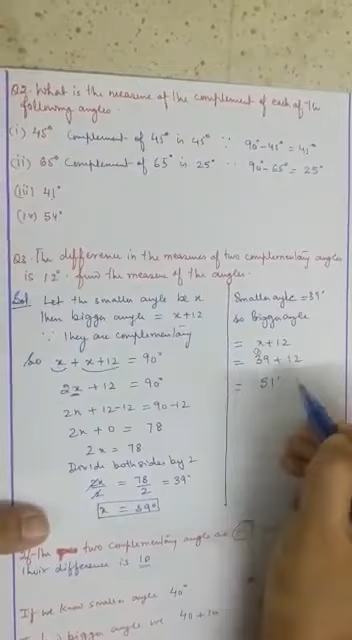 Q2. What is the measure of the complement of each of the
following angles.
(i) 45° Complement of 45° is 45° ∵ 90°-45° = 45°
(ii) 65° Complement of 65° is 25° ∵ 90°-65° = 25°
(iii) 41°
(iv) 54°
Q3. The difference in the measures of two complementary angles
is 12°. find the measure of the angles.
Sol Let the smaller angle be x
Then bigger angle = x+12
∵ They are complementary
So x + x+12 = 90°
2x + 12 = 90°
2x + 12-12 = 90-12
2x + 0 = 78
2x = 78
Divide both sides by 2
2x/2 = 78/2 = 39°
x = 39°
Smaller angle = 39°
So Bigger angle
= x+12
= 39+12
= 51°
If the two complementary angles are
their difference is 10
If we know smaller angle 40°
bigger angle we 40+10